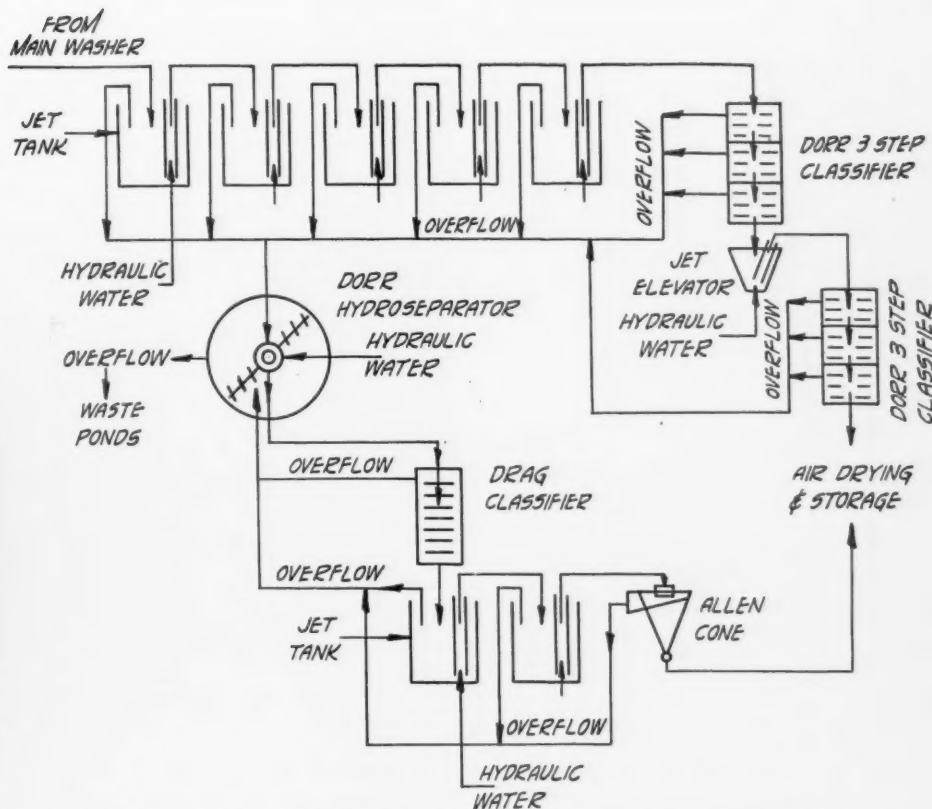 FROM
MAIN WASHER
JET
TANK
OVERFLOW
DORR 3 STEP
CLASSIFIER
OVERFLOW
HYDRAULIC
WATER
DORR
HYDROSEPARATOR
JET
ELEVATOR
HYDRAULIC
WATER
OVERFLOW
DORR 3 STEP
CLASSIFIER
HYDRAULIC
WATER
OVERFLOW
WASTE
PONDS
OVERFLOW
DRAG
CLASSIFIER
AIR DRYING
& STORAGE
OVERFLOW
JET
TANK
ALLEN
CONE
OVERFLOW
HYDRAULIC
WATER